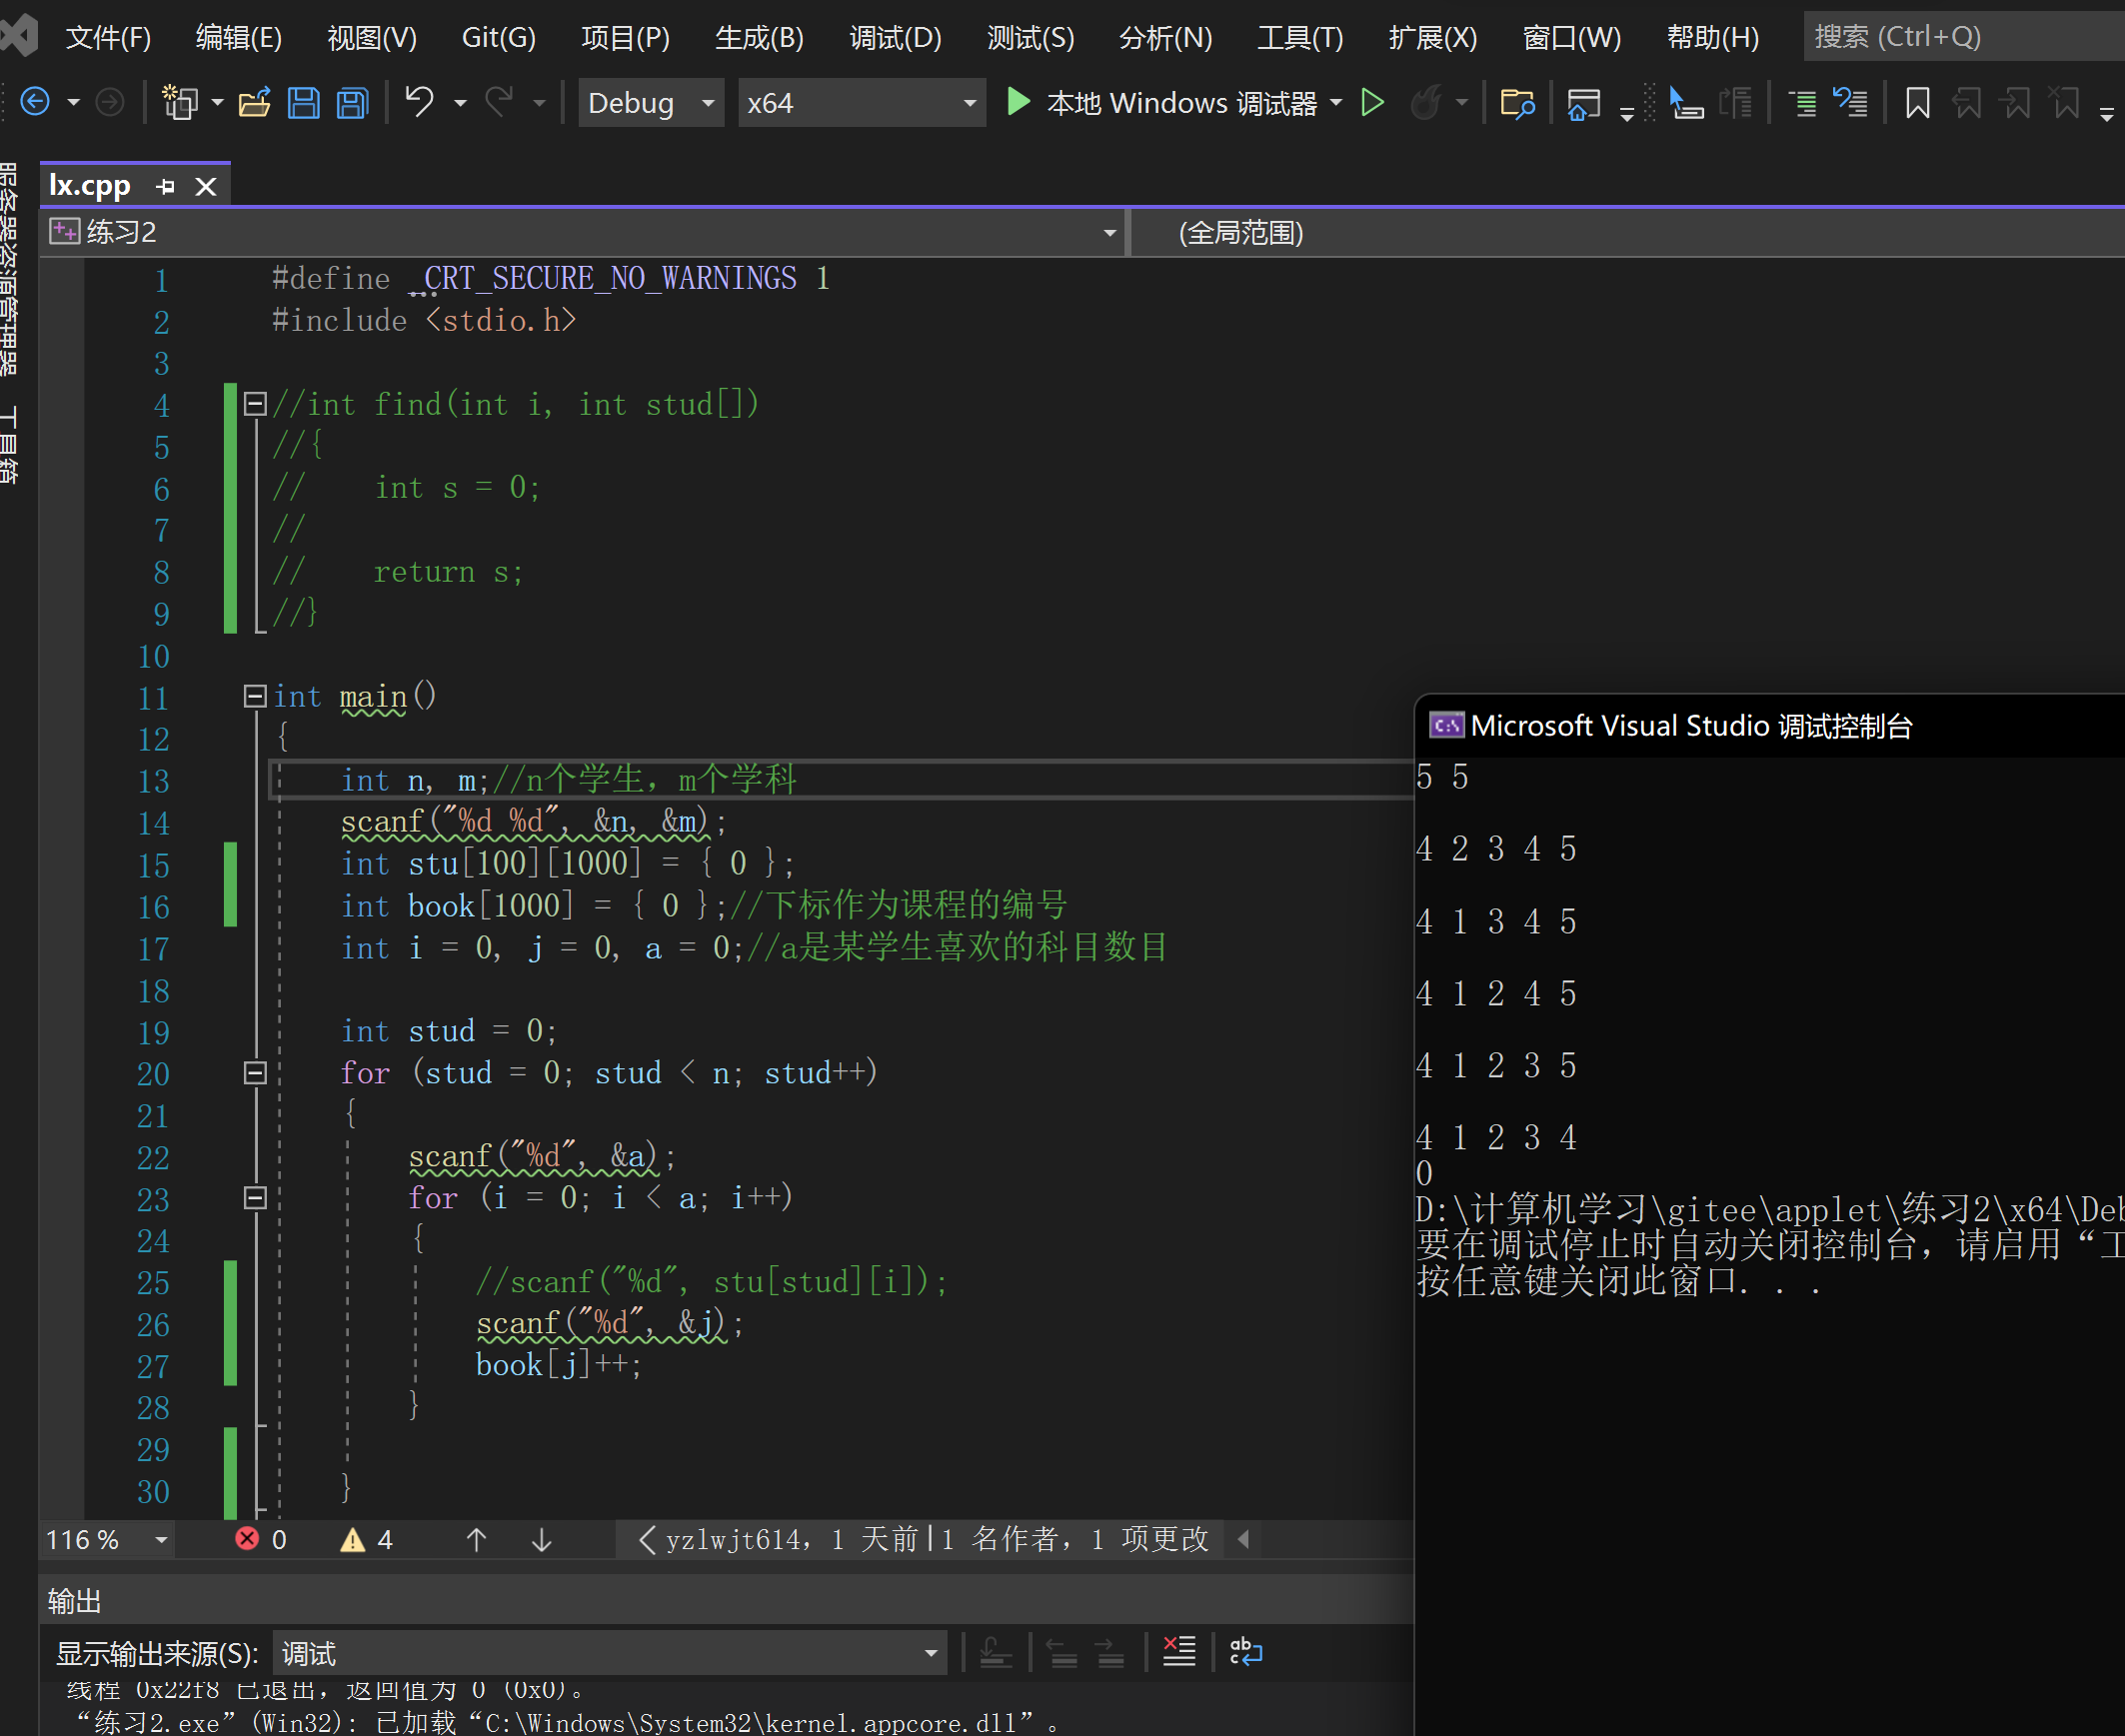 文件(F) 编辑(E) 视图(V) Git(G) 项目(P) 生成(B) 调试(D) 测试(S) 分析(N) 工具(T) 扩展(X) 窗口(W) 帮助(H) 搜索 (Ctrl+Q)
Debug x64 本地 Windows 调试器
服务器资源管理器
工具箱
lx.cpp
练习2 (全局范围)
1 #define _CRT_SECURE_NO_WARNINGS 1
2 #include <stdio.h>
3
4 //int find(int i, int stud[])
5 //{
6 //    int s = 0;
7 //
8 //    return s;
9 //}
10
11 int main()
12 {
13     int n, m;//n个学生，m个学科
14     scanf("%d %d", &n, &m);
15     int stu[100][1000] = { 0 };
16     int book[1000] = { 0 };//下标作为课程的编号
17     int i = 0, j = 0, a = 0;//a是某学生喜欢的科目数目
18
19     int stud = 0;
20     for (stud = 0; stud < n; stud++)
21     {
22         scanf("%d", &a);
23         for (i = 0; i < a; i++)
24         {
25             //scanf("%d", stu[stud][i]);
26             scanf("%d", &j);
27             book[j]++;
28         }
29
30     }
116 % 0 4 yzlwjt614，1 天前|1 名作者，1 项更改
输出
显示输出来源(S): 调试
线程 0x22f8 已退出，返回值为 0 (0x0)。
“练习2.exe”(Win32): 已加载“C:\Windows\System32\kernel.appcore.dll”。
Microsoft Visual Studio 调试控制台
5 5
4 2 3 4 5
4 1 3 4 5
4 1 2 4 5
4 1 2 3 5
4 1 2 3 4
0
D:\计算机学习\gitee\applet\练习2\x64\Deb
要在调试停止时自动关闭控制台，请启用“工
按任意键关闭此窗口. . .